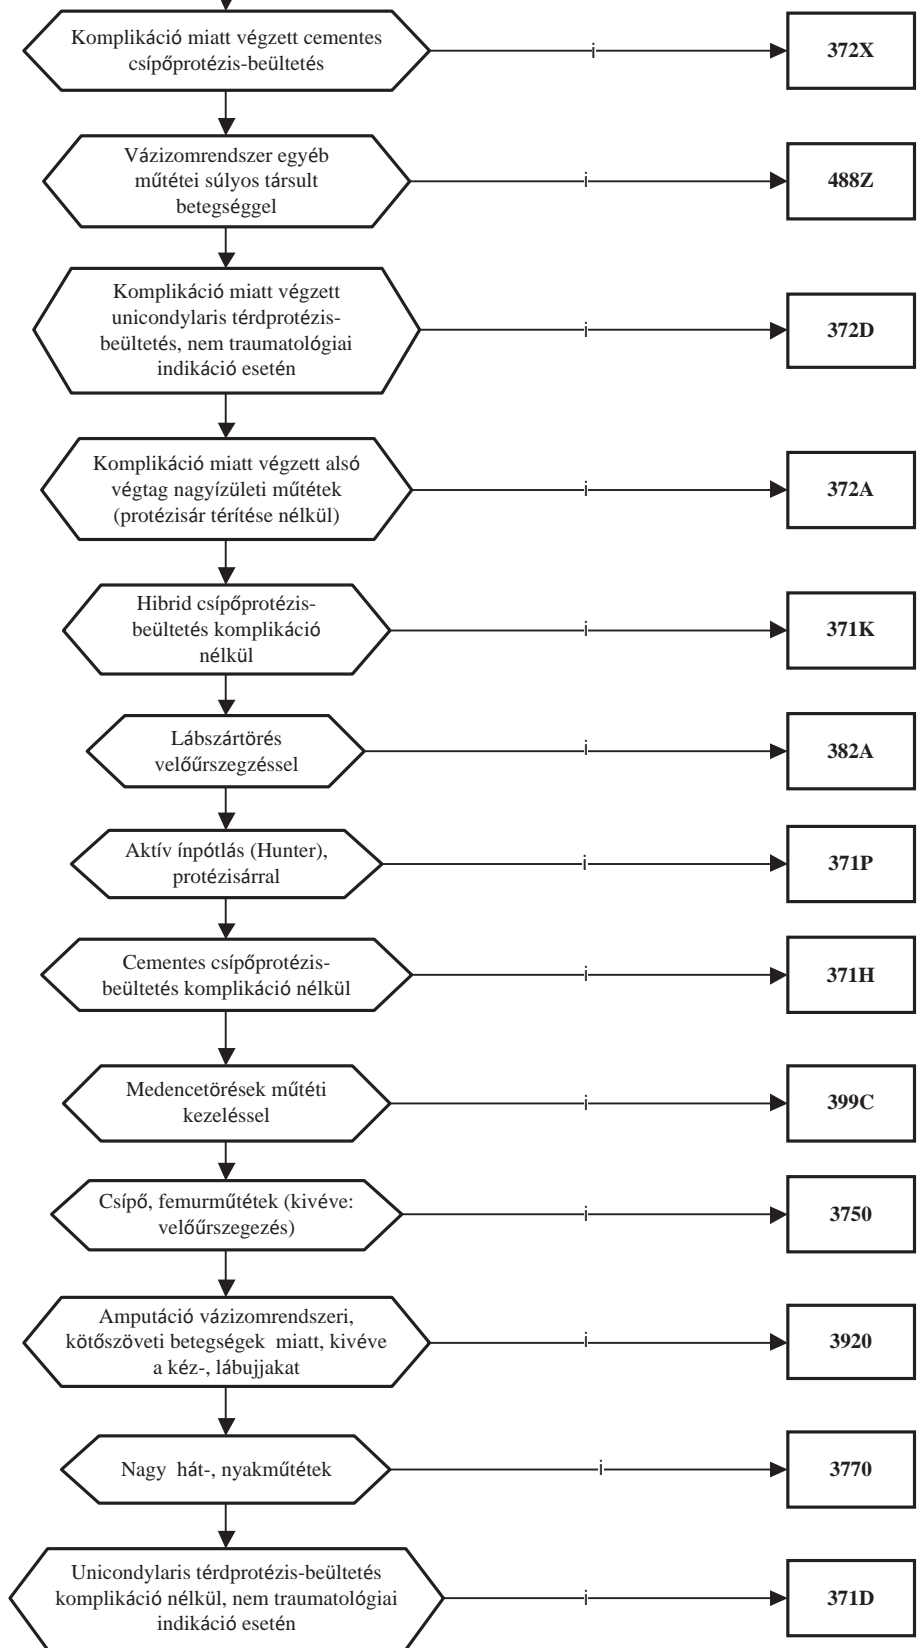 Komplikáció miatt végzett cementes
csípőprotézis-beültetés
i
372X
Vázizomrendszer egyéb
műtétei súlyos társult
betegséggel
i
488Z
Komplikáció miatt végzett
unicondylaris térdprotézis-
beültetés, nem traumatológiai
indikáció esetén
i
372D
Komplikáció miatt végzett alsó
végtag nagyízületi műtétek
(protézisár térítése nélkül)
i
372A
Hibrid csípőprotézis-
beültetés komplikáció
nélkül
i
371K
Lábszártörés
velőűrszegzéssel
i
382A
Aktív ínpótlás (Hunter),
protézisárral
i
371P
Cementes csípőprotézis-
beültetés komplikáció nélkül
i
371H
Medencetörések műtéti
kezeléssel
i
399C
Csípő, femurműtétek (kivéve:
velőűrszegezés)
i
3750
Amputáció vázizomrendszeri,
kötőszöveti betegségek miatt, kivéve
a kéz-, lábujjakat
i
3920
Nagy hát-, nyakműtétek
i
3770
Unicondylaris térdprotézis-beültetés
komplikáció nélkül, nem traumatológiai
indikáció esetén
i
371D